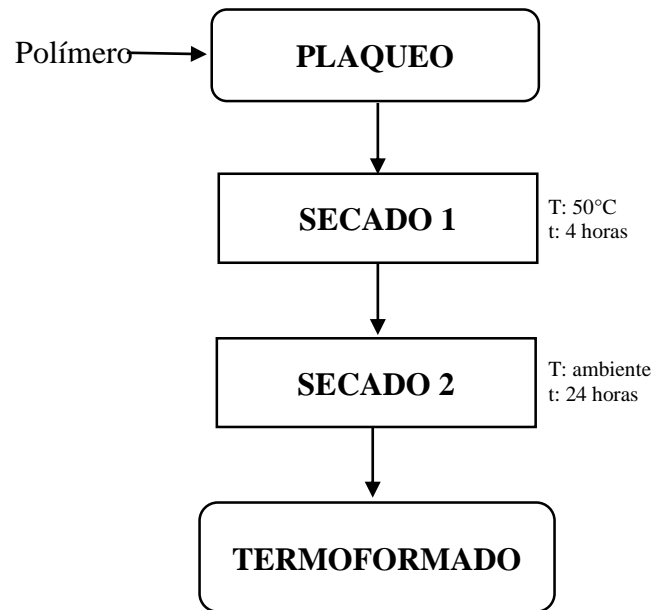 Polímero
PLAQUEO
SECADO 1
T: 50°C
t: 4 horas
SECADO 2
T: ambiente
t: 24 horas
TERMOFORMADO